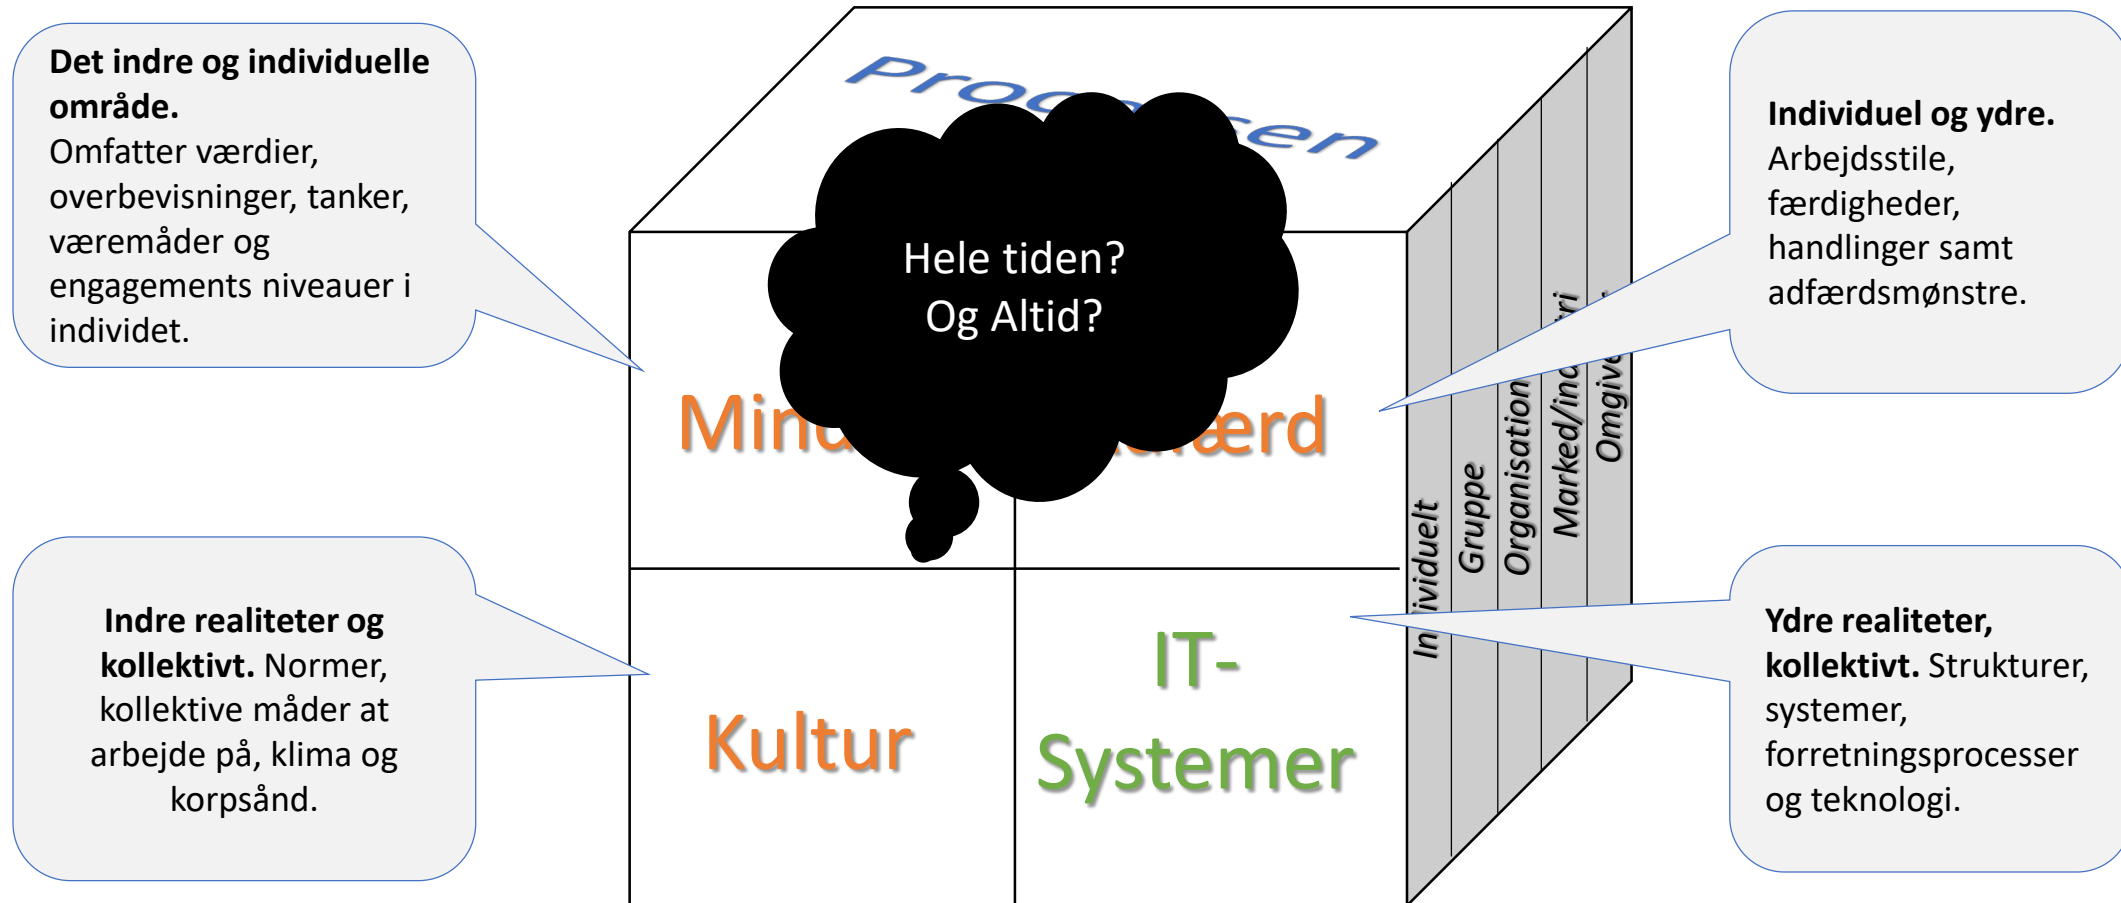 Det indre og individuelle
område.
Omfatter værdier,
overbevisninger, tanker,
væremåder og
engagements niveauer i
individet.
Hele tiden?
Og Altid?
Individuel og ydre.
Arbejdsstile,
færdigheder,
handlinger samt
adfærdsmønstre.
Indre realiteter og
kollektivt. Normer,
kollektive måder at
arbejde på, klima og
korpsånd.
Kultur
IT-
Systemer
Gruppe
Organisation
Ydre realiteter,
kollektivt. Strukturer,
systemer,
forretningsprocesser
og teknologi.